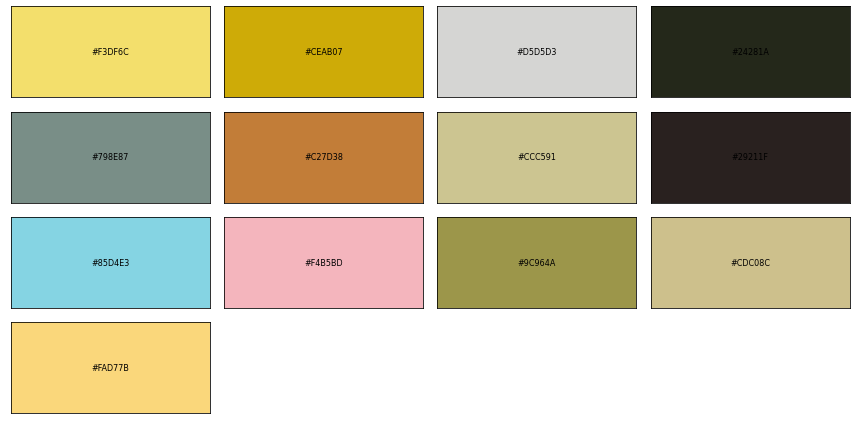 #F3DF6C
#CEAB07
#D5D5D3
#24281A
#798E87
#C27D38
#CCC591
#29211F
#85D4E3
#F4B5BD
#9C964A
#CDC08C
#FAD77B